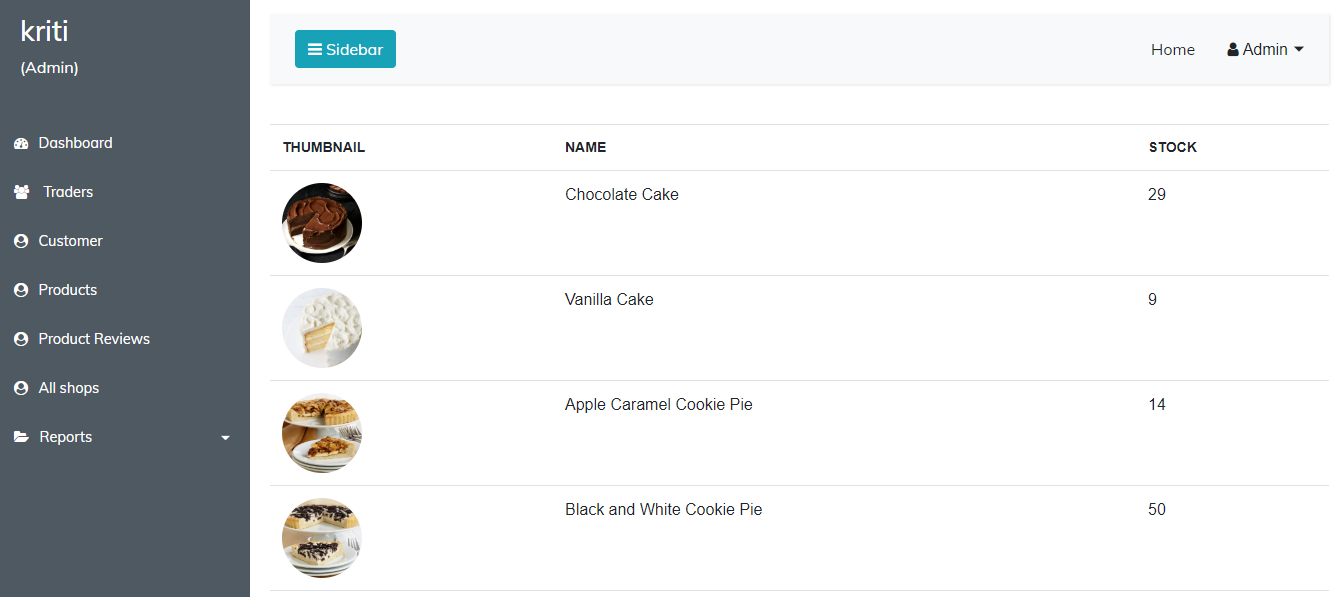 kriti
(Admin)
Dashboard
Traders
Customer
Products
Product Reviews
All shops
Reports
Sidebar
Home
Admin
THUMBNAIL NAME STOCK
Chocolate Cake 29
Vanilla Cake 9
Apple Caramel Cookie Pie 14
Black and White Cookie Pie 50